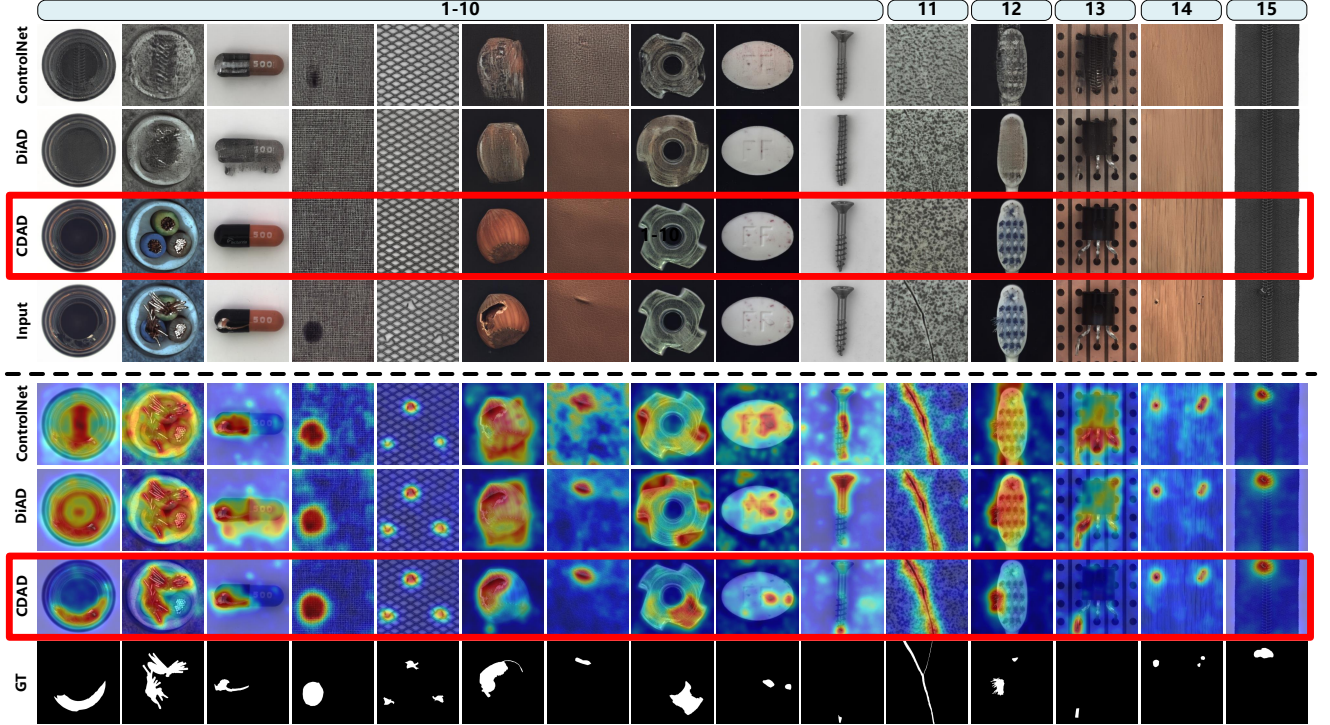 1-10 11 12 13 14 15
ControlNet 500 FF
DiAD FF
CDAD 500 1-10 FF
Input 500 FF
ControlNet
DiAD
CDAD
GT